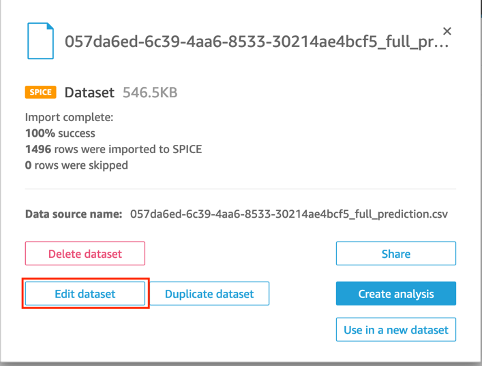 057da6ed-6c39-4aa6-8533-30214ae4bcf5_full_pr...
SPICE Dataset 546.5KB
Import complete:
100% success
1496 rows were imported to SPICE
0 rows were skipped
Data source name: 057da6ed-6c39-4aa6-8533-30214ae4bcf5_full_prediction.csv
Delete dataset Share
Edit dataset Duplicate dataset Create analysis
Use in a new dataset